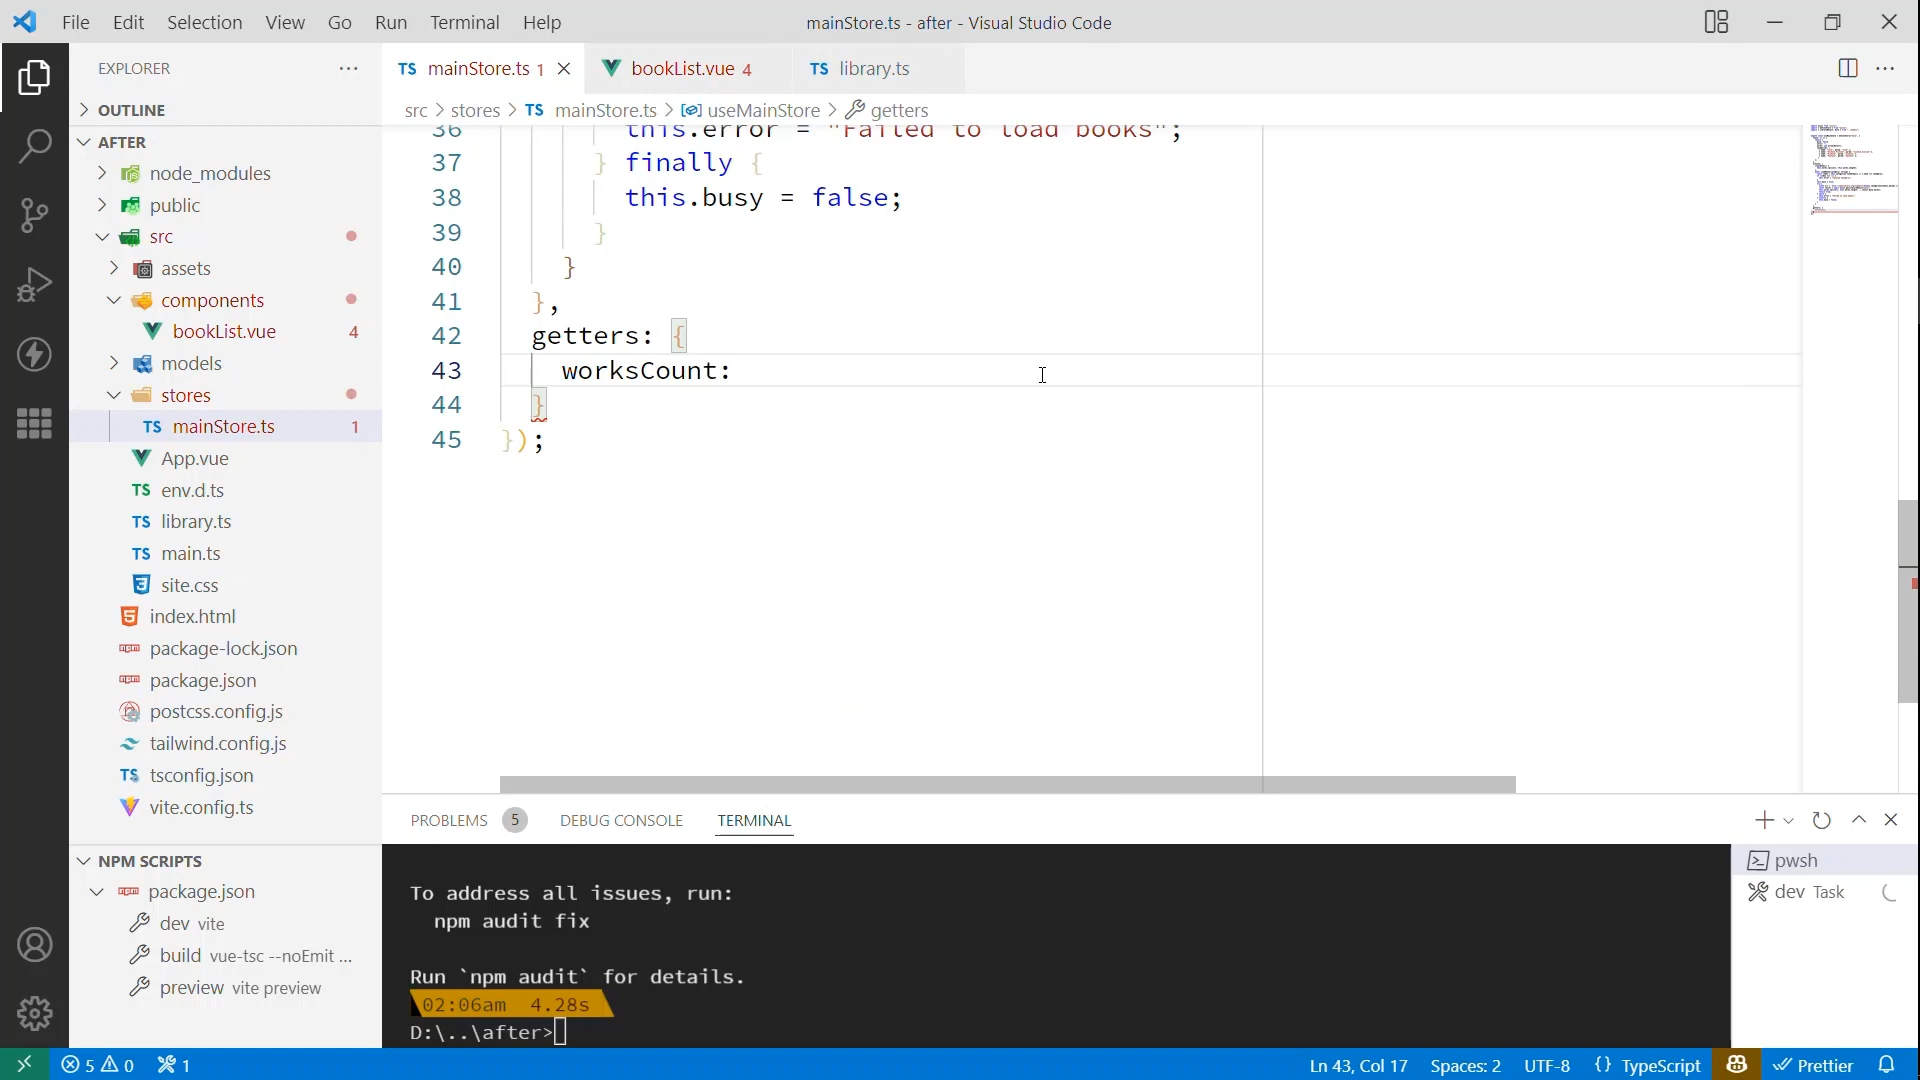 File Edit Selection View Go Run Terminal Help
mainStore.ts - after - Visual Studio Code
EXPLORER
OUTLINE
AFTER
node_modules
public
src
assets
components
bookList.vue 4
models
stores
TS mainStore.ts 1
App.vue
TS env.d.ts
TS library.ts
TS main.ts
site.css
index.html
package-lock.json
package.json
postcss.config.js
tailwind.config.js
TS tsconfig.json
vite.config.ts
NPM SCRIPTS
package.json
dev vite
build vue-tsc --noEmit ...
preview vite preview
TS mainStore.ts 1
bookList.vue 4
TS library.ts
src > stores > TS mainStore.ts > useMainStore > getters
36 this.error = "Failed to load books";
37 } finally {
38 this.busy = false;
39 }
40 }
41 },
42 getters: {
43 worksCount:
44 }
45 });
PROBLEMS 5 DEBUG CONSOLE TERMINAL
To address all issues, run:
npm audit fix
Run `npm audit` for details.
02:06am 4.28s
D:\..\after>
pwsh
dev Task
5 0 1
Ln 43, Col 17 Spaces: 2 UTF-8 {} TypeScript Prettier